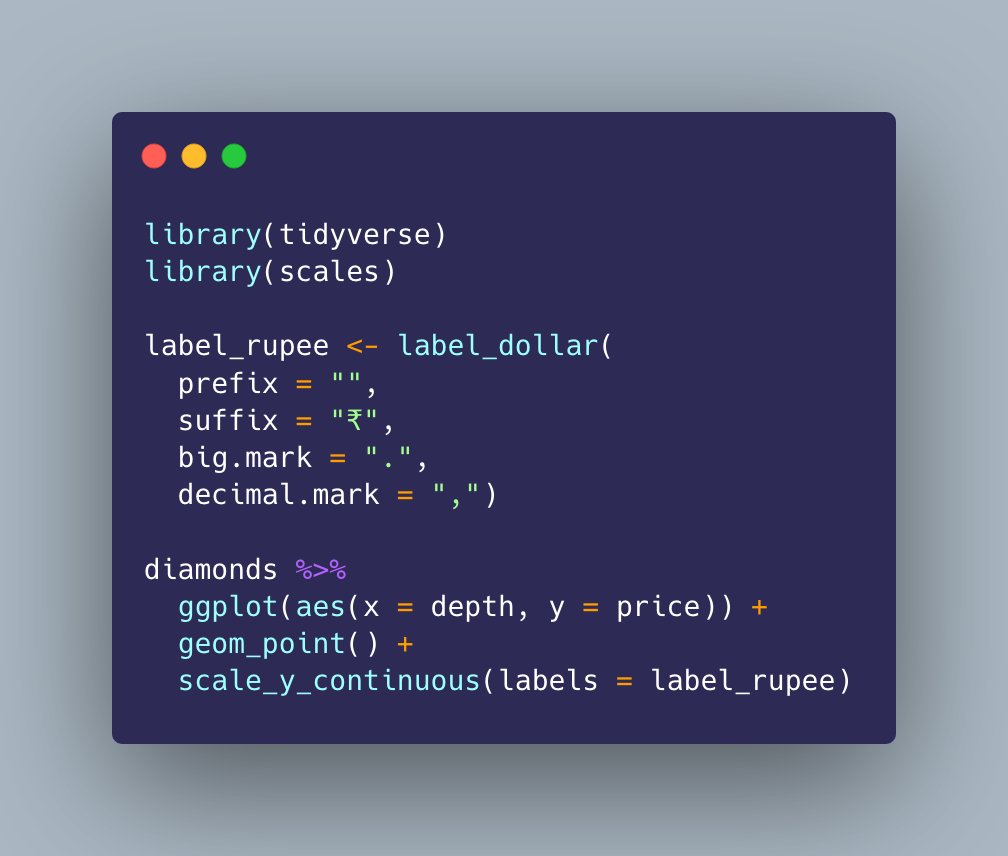 library(tidyverse)
library(scales)
label_rupee <- label_dollar(
  prefix = "",
  suffix = "₹",
  big.mark = ".",
  decimal.mark = ",")
diamonds %>%
  ggplot(aes(x = depth, y = price)) +
  geom_point() +
  scale_y_continuous(labels = label_rupee)